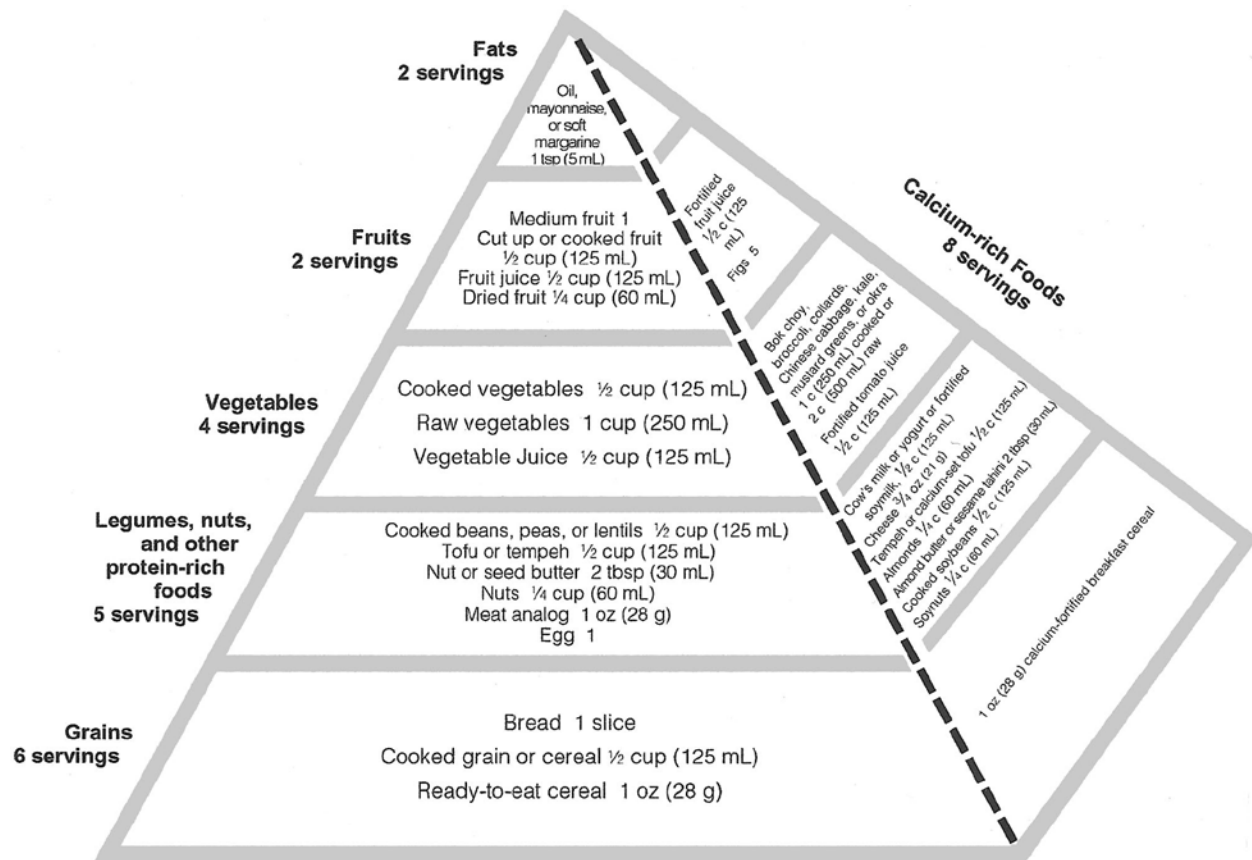 Fats
2 servings
Oil,
mayonnaise,
or soft
margarine
1 tsp (5 mL)
Fruits
2 servings
Medium fruit 1
Cut up or cooked fruit
½ cup (125 mL)
Fruit juice ½ cup (125 mL)
Dried fruit ¼ cup (60 mL)
Vegetables
4 servings
Cooked vegetables ½ cup (125 mL)
Raw vegetables 1 cup (250 mL)
Vegetable Juice ½ cup (125 mL)
Legumes, nuts,
and other
protein-rich
foods
5 servings
Cooked beans, peas, or lentils ½ cup (125 mL)
Tofu or tempeh ½ cup (125 mL)
Nut or seed butter 2 tbsp (30 mL)
Nuts ¼ cup (60 mL)
Meat analog 1 oz (28 g)
Egg 1
Grains
6 servings
Bread 1 slice
Cooked grain or cereal ½ cup (125 mL)
Ready-to-eat cereal 1 oz (28 g)
Calcium-rich Foods
8 servings
Fortified
fruit juice
½ c (125
mL)
Figs 5
Bok choy,
broccoli, collards,
Chinese cabbage, kale,
mustard greens, or okra
1 c (250 mL) cooked or
2 c (500 mL) raw
Fortified tomato juice
½ c (125 mL)
Cow's milk or yogurt or fortified
soymilk, ½ c (125 mL)
Cheese ¾ oz (21 g)
Tempeh or calcium-set tofu ½ c (125 mL)
Almonds ¼ c (60 mL)
Almond butter or sesame tahini 2 tbsp (30 mL)
Cooked soybeans ½ c (125 mL)
Soynuts ¼ c (60 mL)
1 oz (28 g) calcium-fortified breakfast cereal